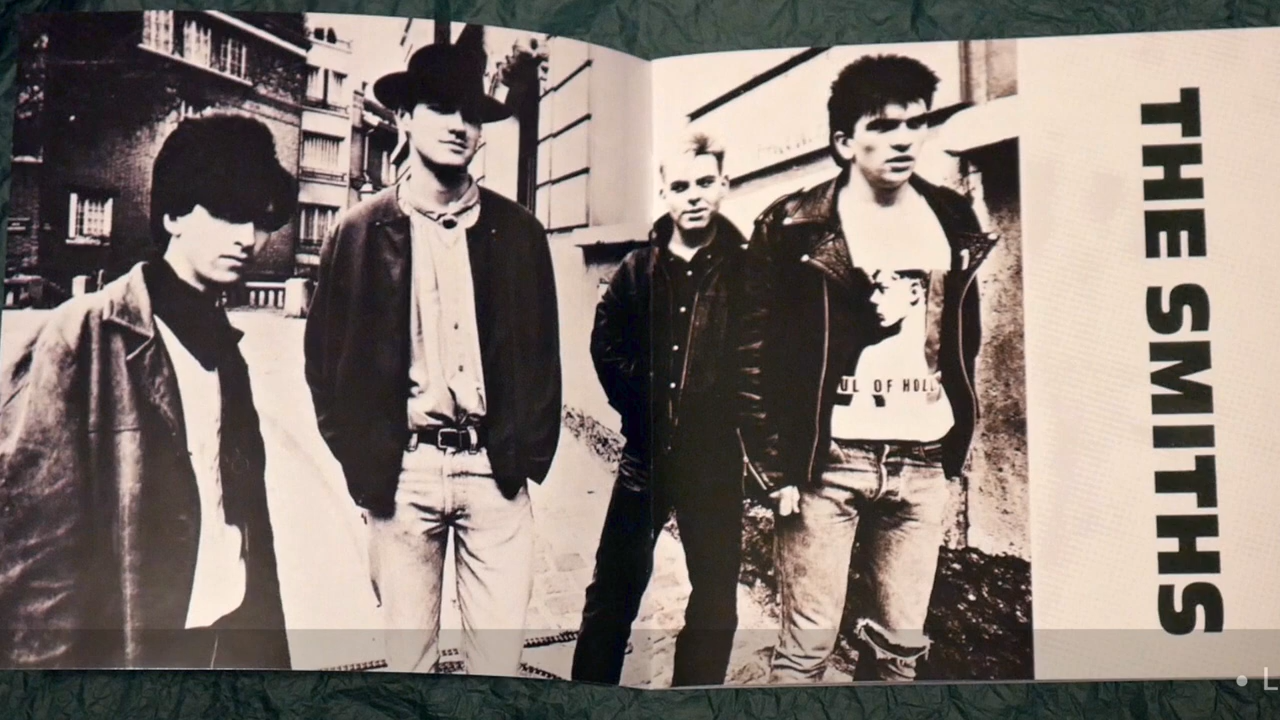 UL OF HOLL
THE SMITHS
• L